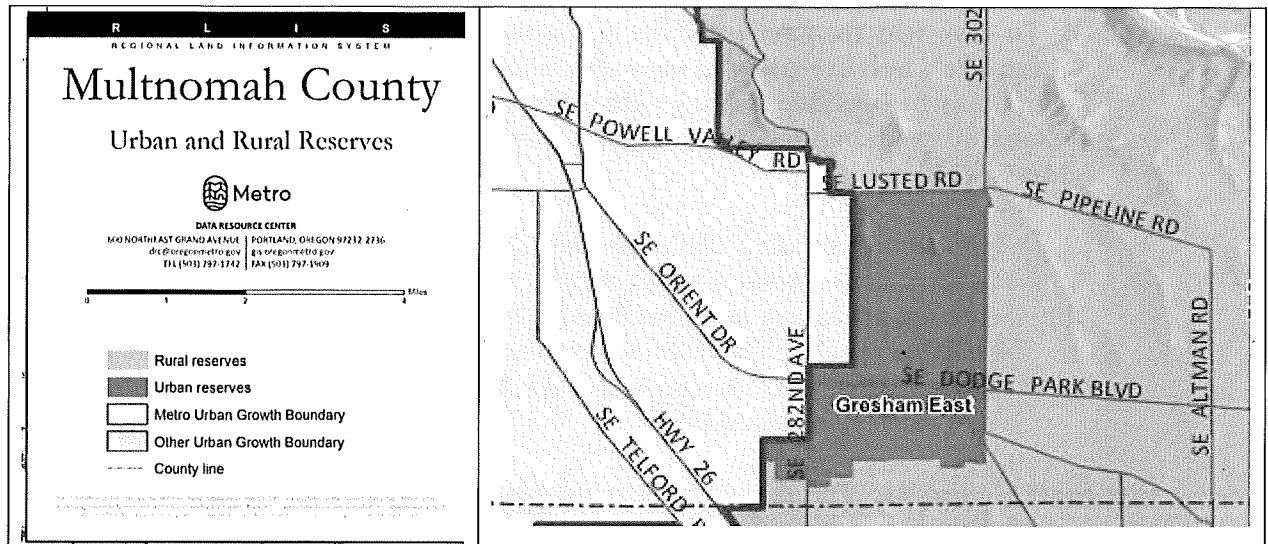 R L I S
REGIONAL LAND INFORMATION SYSTEM
Multnomah County
Urban and Rural Reserves
Metro
DATA RESOURCE CENTER
600 NORTHEAST GRAND AVENUE | PORTLAND, OREGON 97232 2736
drc@oregonmetro.gov | gis.oregonmetro.gov
TEL (503) 797-1742 | FAX (503) 797-1909
0 1 2 4 Miles
Rural reserves
Urban reserves
Metro Urban Growth Boundary
Other Urban Growth Boundary
County line
SE 302
SE POWELL VALLEY RD
SE LUSTED RD
SE PIPELINE RD
SE ORIENT DR
SE 282ND AVE
SE ALTMAN RD
SE DODGE PARK BLVD
Gresham East
HWY 26
SE TELFORD R